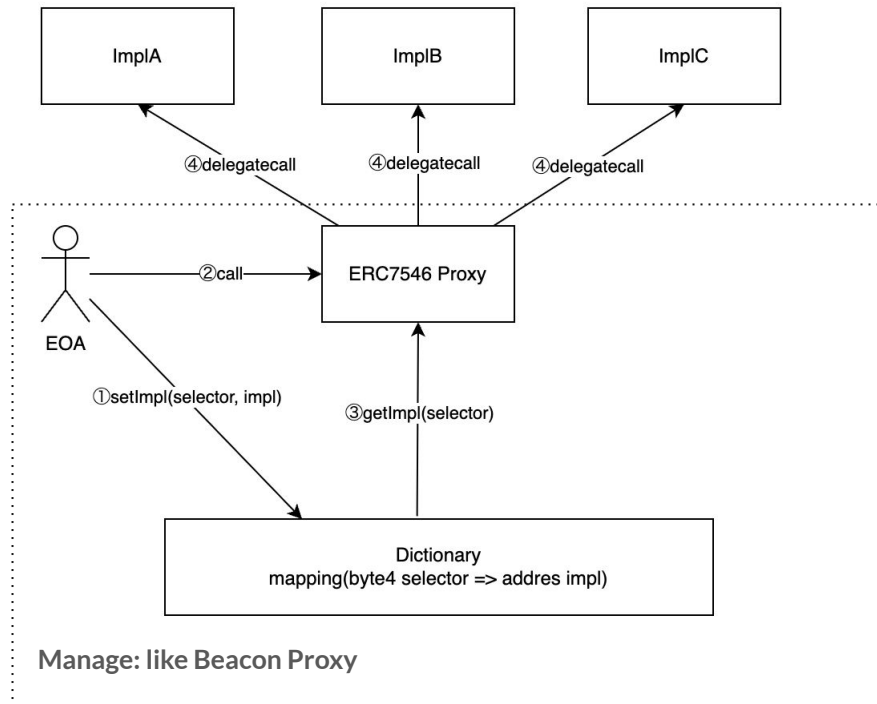 ImplA
ImplB
ImplC
④delegatecall
④delegatecall
④delegatecall
②call
ERC7546 Proxy
EOA
①setImpl(selector, impl)
③getImpl(selector)
Dictionary
mapping(byte4 selector => addres impl)
Manage: like Beacon Proxy